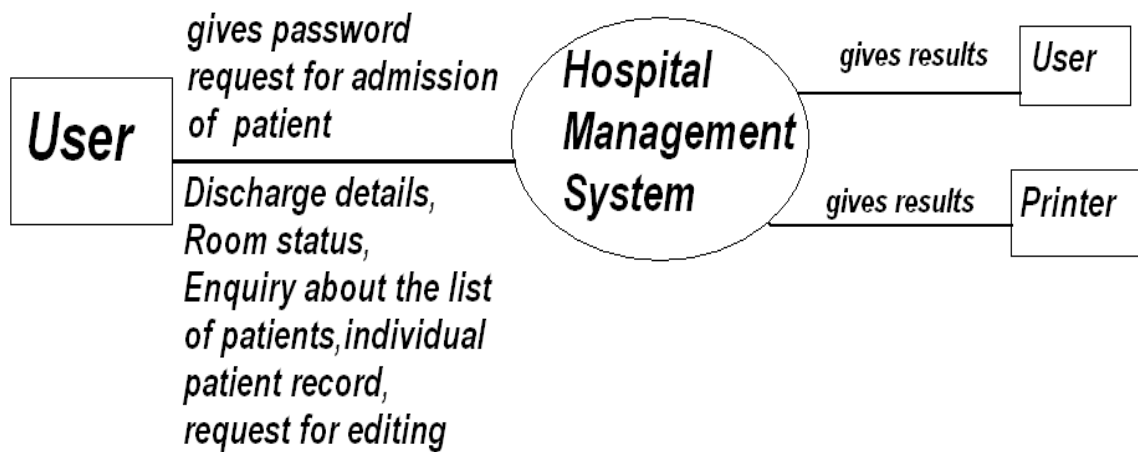 User
gives password
request for admission
of patient
Discharge details,
Room status,
Enquiry about the list
of patients,individual
patient record,
request for editing
Hospital
Management
System
gives results
User
gives results
Printer